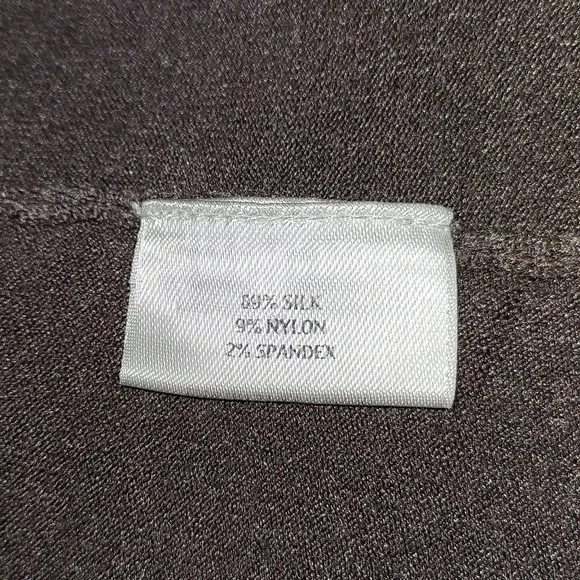 89% SILK
9% NYLON
2% SPANDEX